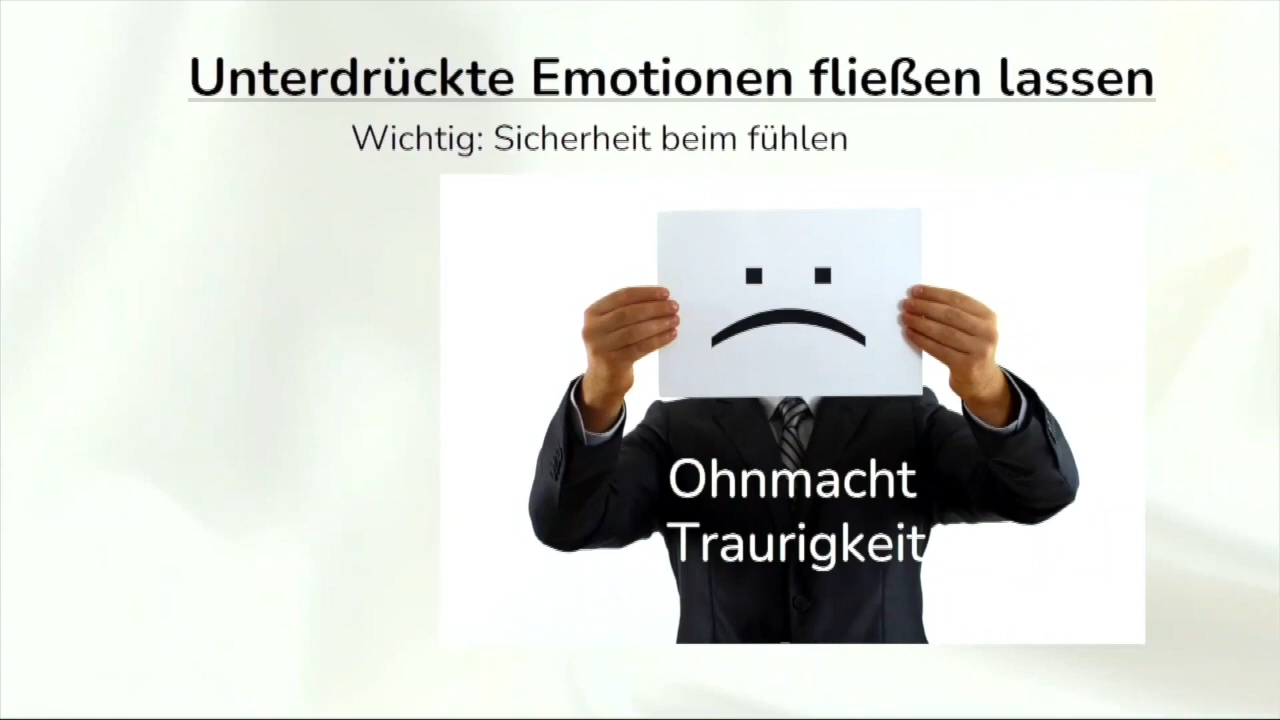 Unterdrückte Emotionen fließen lassen
Wichtig: Sicherheit beim fühlen
Ohnmacht
Traurigkeit